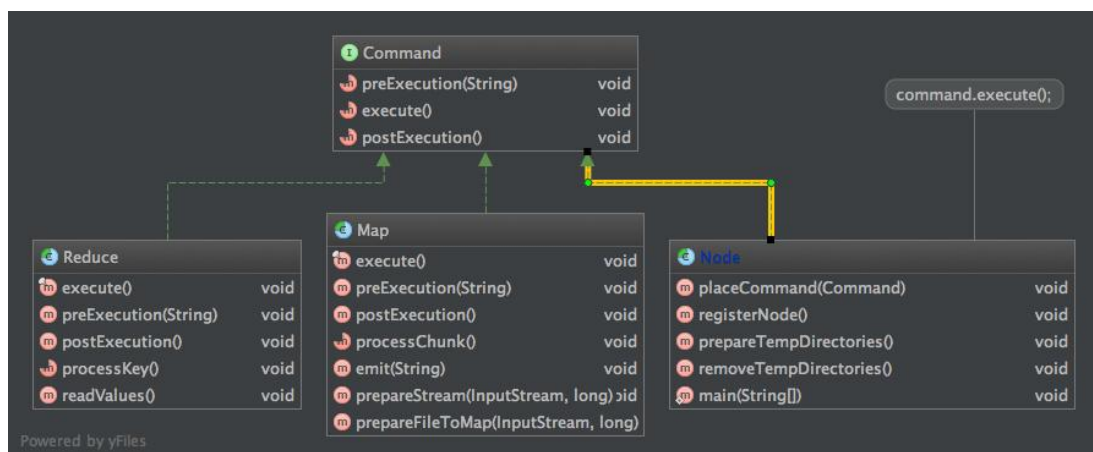 Command
preExecution(String) void
execute() void
postExecution() void
command.execute();
Reduce
execute() void
preExecution(String) void
postExecution() void
processKey() void
readValues() void
Map
execute() void
preExecution(String) void
postExecution() void
processChunk() void
emit(String) void
prepareStream(InputStream, long) oid
prepareFileToMap(InputStream, long)
Node
placeCommand(Command) void
registerNode() void
prepareTempDirectories() void
removeTempDirectories() void
main(String[]) void
Powered by yFiles